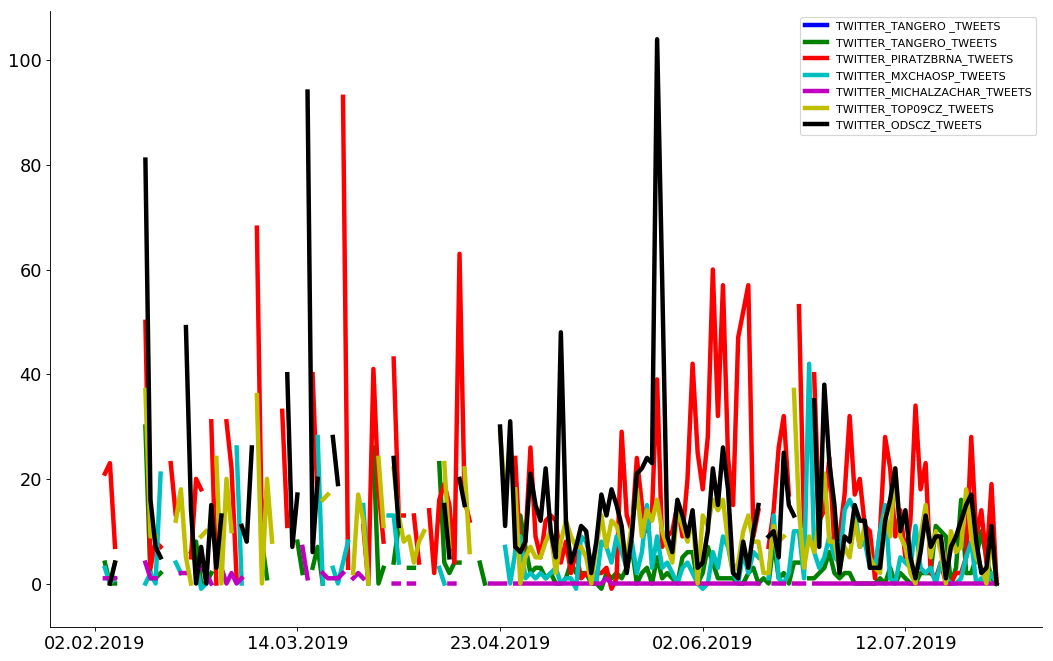 TWITTER_TANGERO _TWEETS
TWITTER_TANGERO_TWEETS
TWITTER_PIRATZBRNA_TWEETS
TWITTER_MXCHAOSP_TWEETS
TWITTER_MICHALZACHAR_TWEETS
TWITTER_TOP09CZ_TWEETS
TWITTER_ODSCZ_TWEETS
100
80
60
40
20
0
02.02.2019 14.03.2019 23.04.2019 02.06.2019 12.07.2019